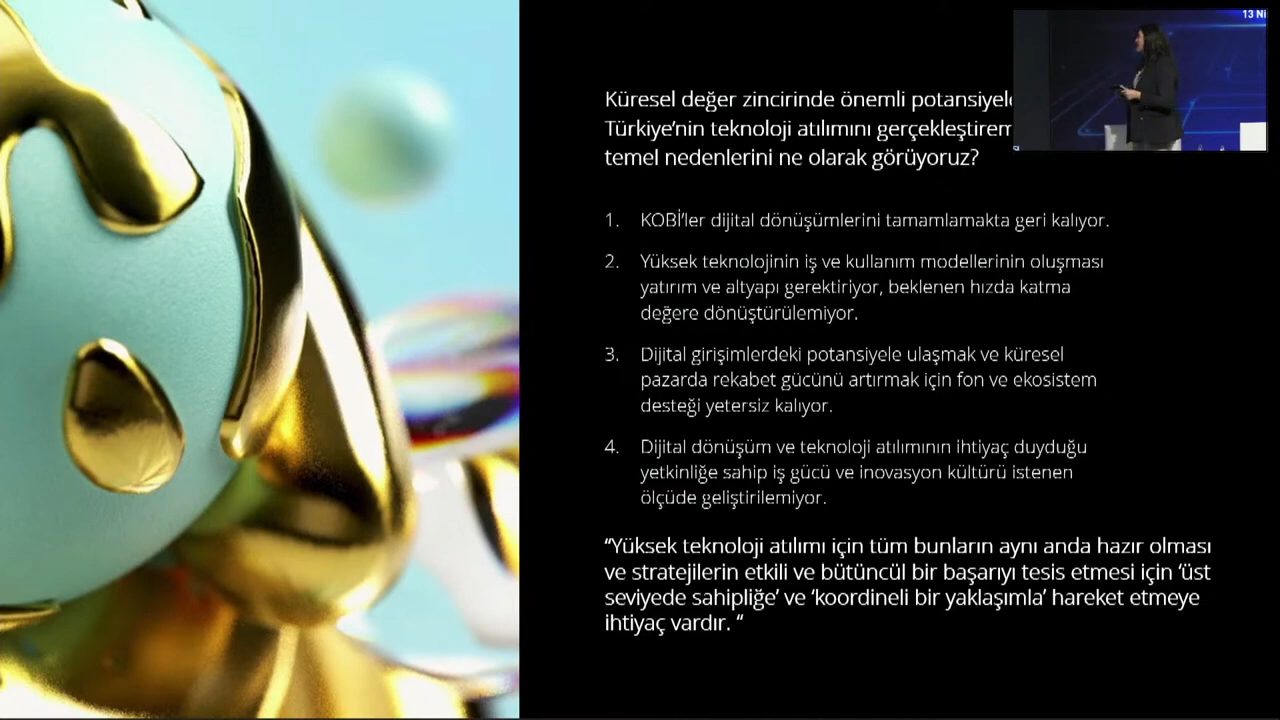 13 Ni
Küresel değer zincirinde önemli
Türkiye'nin teknoloji atılımını
temel nedenlerini ne olarak görüyoruz?
1. KOBİ'ler dijital dönüşümlerini tamamlamakta geri kalıyor.
2. Yüksek teknolojinin iş ve kullanım modellerinin oluşması
yatırım ve altyapı gerektiriyor, beklenen hızda katma
değere dönüştürülemiyor.
3. Dijital girişimlerdeki potansiyele ulaşmak ve küresel
pazarda rekabet gücünü artırmak için fon ve ekosistem
desteği yetersiz kalıyor.
4. Dijital dönüşüm ve teknoloji atılımının ihtiyaç duyduğu
yetkinliğe sahip iş gücü ve inovasyon kültürü istenen
ölçüde geliştirilemiyor.
“Yüksek teknoloji atılımı için tüm bunların aynı anda hazır olması
ve stratejilerin etkili ve bütüncül bir başarıyı tesis etmesi için ‘üst
seviyede sahipliğe’ ve ‘koordineli bir yaklaşımla’ hareket etmeye
ihtiyaç vardır. “